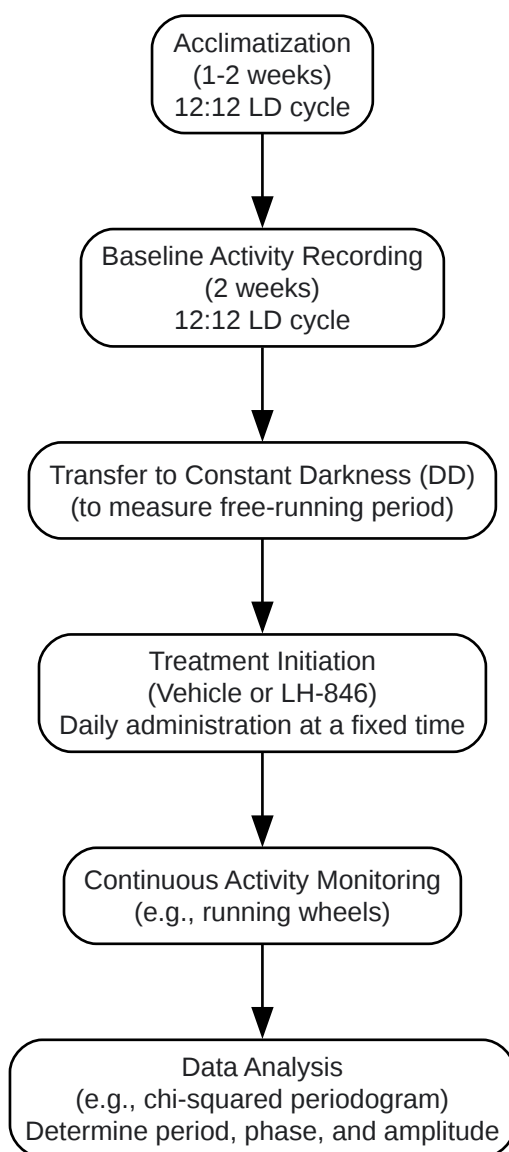 Acclimatization
(1-2 weeks)
12:12 LD cycle
Baseline Activity Recording
(2 weeks)
12:12 LD cycle
Transfer to Constant Darkness (DD)
(to measure free-running period)
Treatment Initiation
(Vehicle or LH-846)
Daily administration at a fixed time
Continuous Activity Monitoring
(e.g., running wheels)
Data Analysis
(e.g., chi-squared periodogram)
Determine period, phase, and amplitude